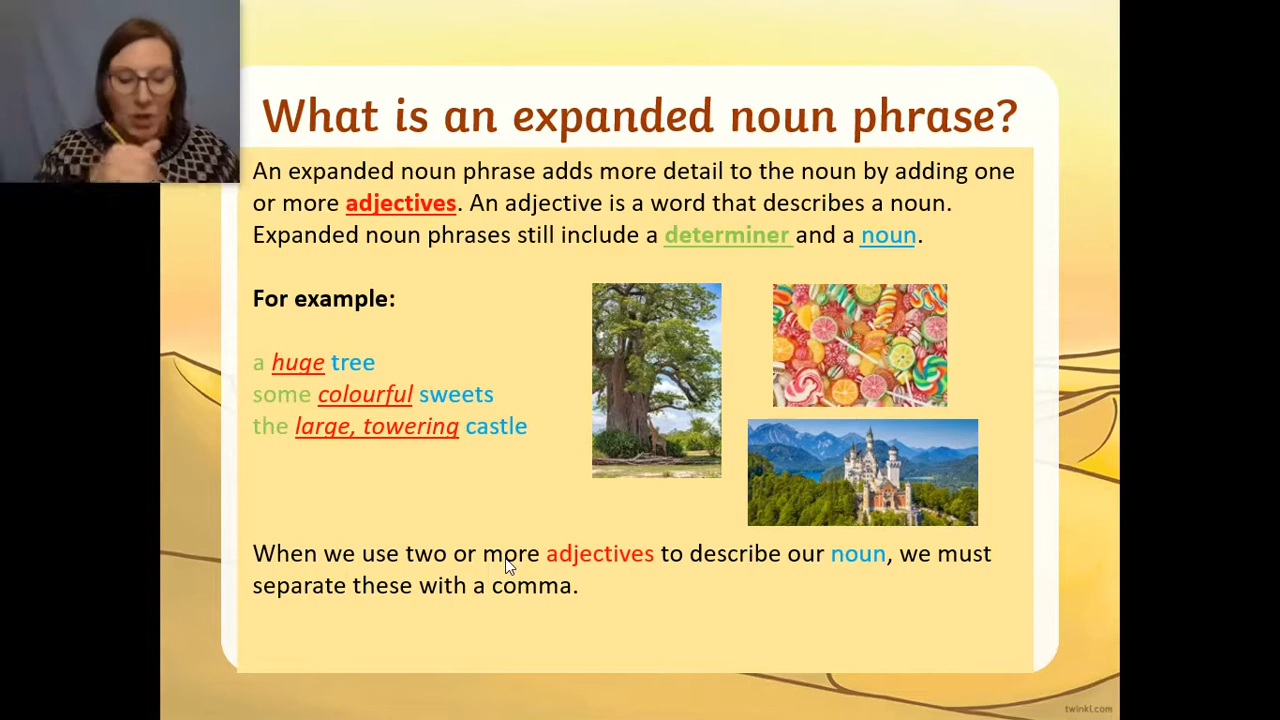 What is an expanded noun phrase?
An expanded noun phrase adds more detail to the noun by adding one
or more adjectives. An adjective is a word that describes a noun.
Expanded noun phrases still include a determiner and a noun.
For example:
a huge tree
some colourful sweets
the large, towering castle
When we use two or more adjectives to describe our noun, we must
separate these with a comma.
twinkl.com